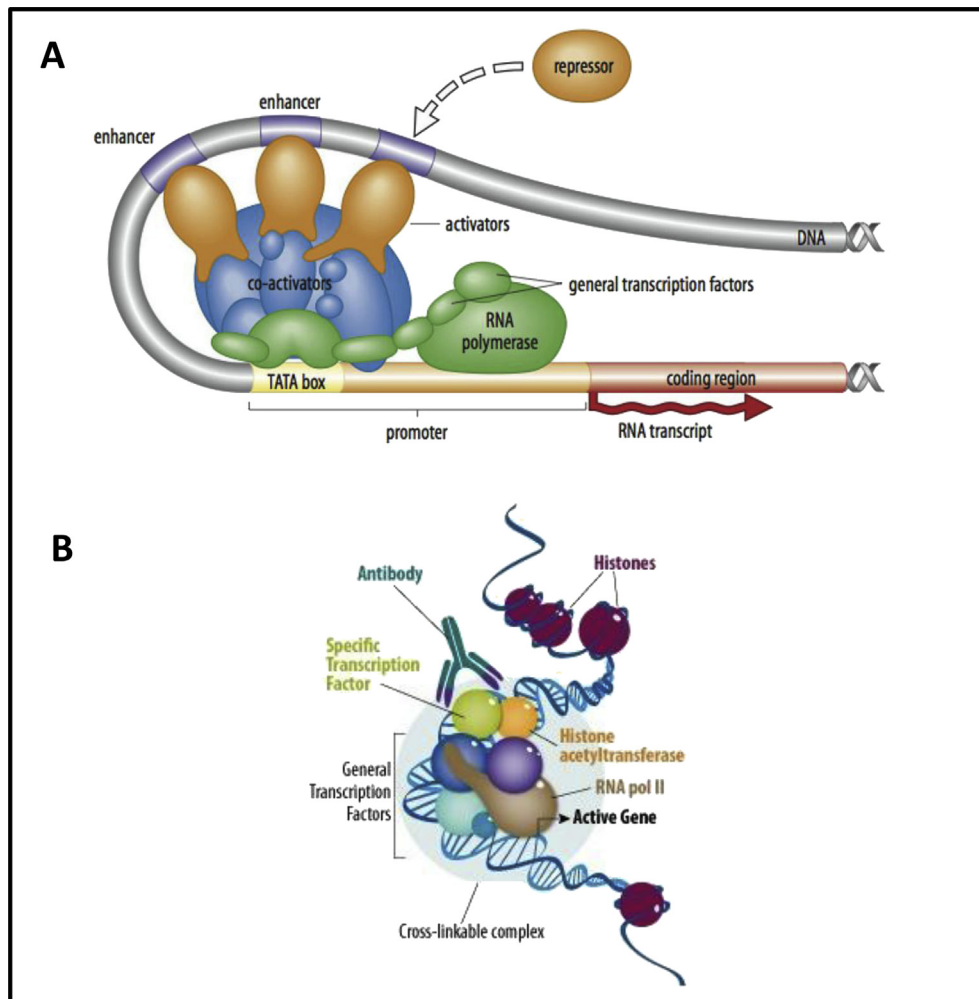 A
repressor
enhancer
enhancer
activators
DNA
co-activators
general transcription factors
RNA
polymerase
TATA box
coding region
promoter
RNA transcript
B
Histones
Antibody
Specific
Transcription
Factor
Histone
acetyltransferase
General
Transcription
Factors
RNA pol II
Active Gene
Cross-linkable complex